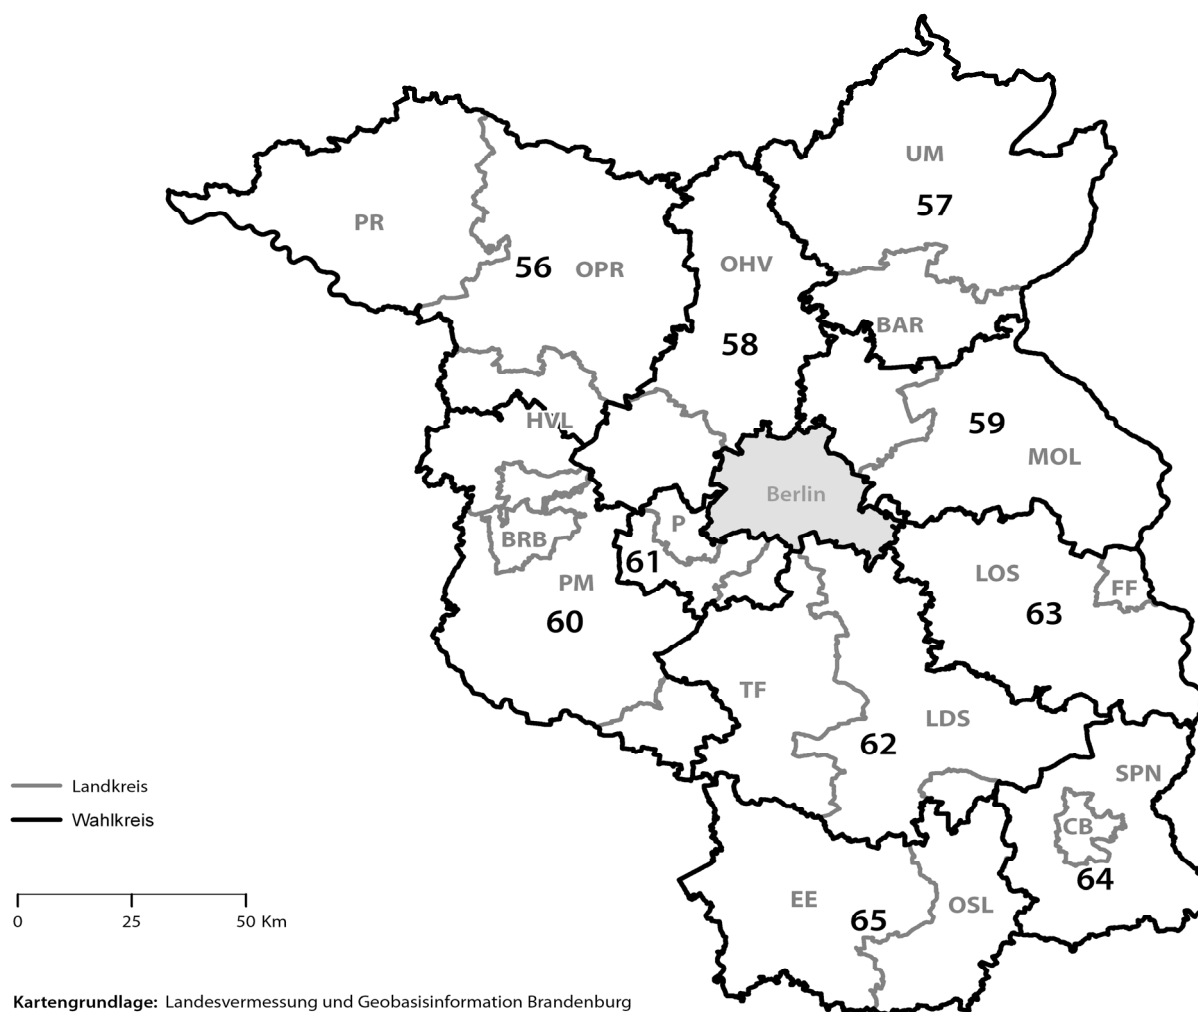 UM
57
PR
56
OPR
OHV
BAR
58
HVL
59
MOL
Berlin
P
BRB
61
LOS
PM
FF
60
63
TF
LDS
62
SPN
Landkreis
Wahlkreis
CB
64
EE
OSL
65
0 25 50 Km
Kartengrundlage: Landesvermessung und Geobasisinformation Brandenburg